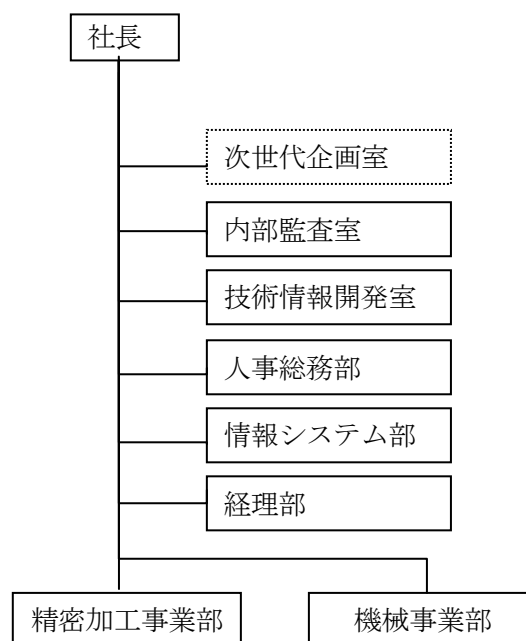 社長
次世代企画室
内部監査室
技術情報開発室
人事総務部
情報システム部
経理部
精密加工事業部
機械事業部